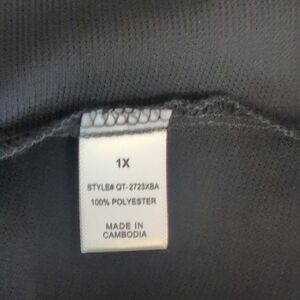 1X
STYLE# QT-2723XBA
100% POLYESTER
MADE IN
CAMBODIA